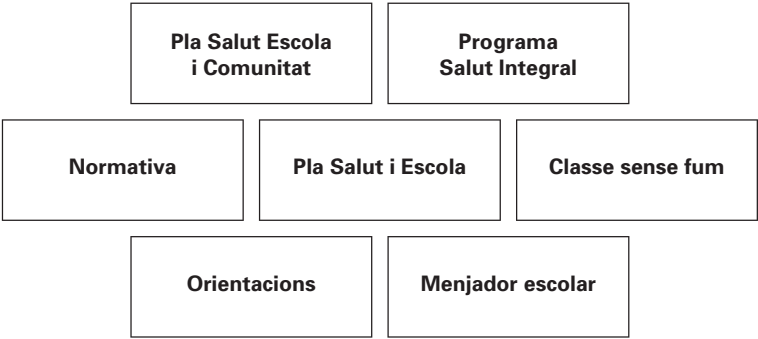 Pla Salut Escola
i Comunitat
Programa
Salut Integral
Normativa
Pla Salut i Escola
Classe sense fum
Orientacions
Menjador escolar